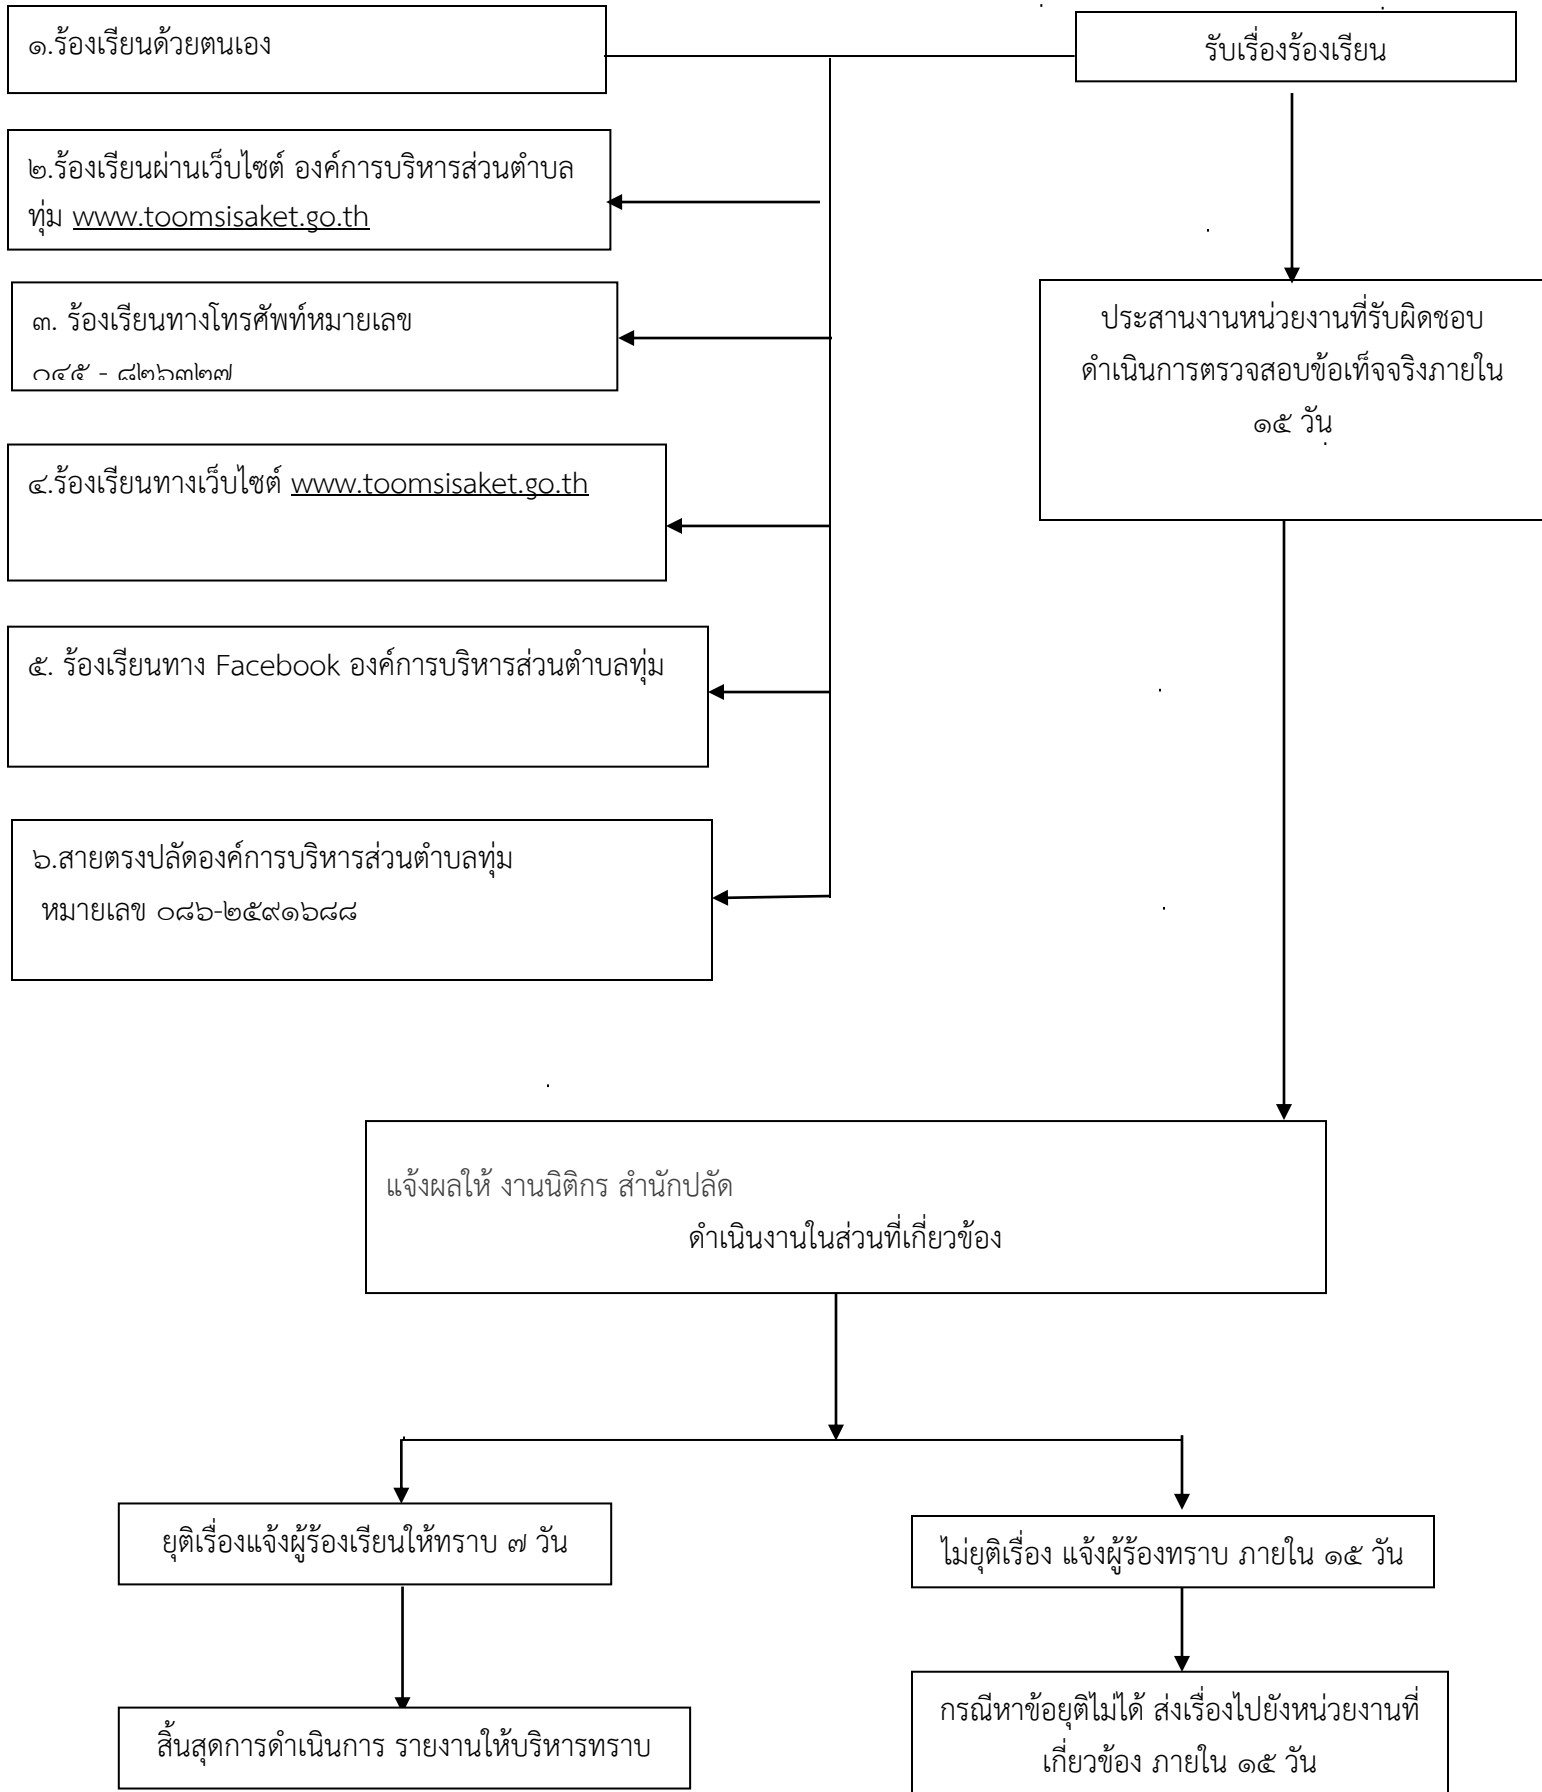 ๑.ร้องเรียนด้วยตนเอง
รับเรื่องร้องเรียน
๒.ร้องเรียนผ่านเว็บไซต์ องค์การบริหารส่วนตำบล
ทุ่ม www.toomsisaket.go.th
๓. ร้องเรียนทางโทรศัพท์หมายเลข
๐๔๕ - ๘๒๖๓๒๗
ประสานงานหน่วยงานที่รับผิดชอบ
ดำเนินการตรวจสอบข้อเท็จจริงภายใน
๑๕ วัน
๔.ร้องเรียนทางเว็บไซต์ www.toomsisaket.go.th
๕. ร้องเรียนทาง Facebook องค์การบริหารส่วนตำบลทุ่ม
๖.สายตรงปลัดองค์การบริหารส่วนตำบลทุ่ม
หมายเลข ๐๘๖-๒๕๙๑๖๘๘
แจ้งผลให้ งานนิติกร สำนักปลัด
ดำเนินงานในส่วนที่เกี่ยวข้อง
ยุติเรื่องแจ้งผู้ร้องเรียนให้ทราบ ๗ วัน
ไม่ยุติเรื่อง แจ้งผู้ร้องทราบ ภายใน ๑๕ วัน
สิ้นสุดการดำเนินการ รายงานให้บริหารทราบ
กรณีหาข้อยุติไม่ได้ ส่งเรื่องไปยังหน่วยงานที่
เกี่ยวข้อง ภายใน ๑๕ วัน